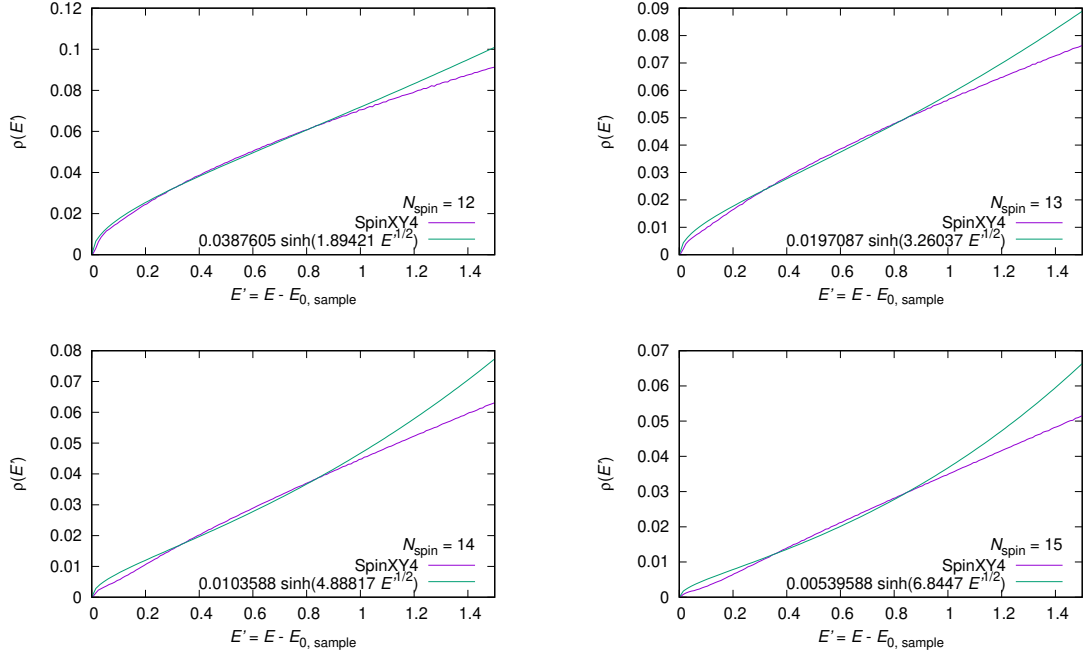 0.12
0.1
0.08
0.06
0.04
0.02
0
ρ(E')
0 0.2 0.4 0.6 0.8 1 1.2 1.4
E' = E - E0, sample
Nspin = 12
SpinXY4
0.0387605 sinh(1.89421 E'1/2)
0.09
0.08
0.07
0.06
0.05
0.04
0.03
0.02
0.01
0
ρ(E')
0 0.2 0.4 0.6 0.8 1 1.2 1.4
E' = E - E0, sample
Nspin = 13
SpinXY4
0.0197087 sinh(3.26037 E'1/2)
0.08
0.07
0.06
0.05
0.04
0.03
0.02
0.01
0
ρ(E')
0 0.2 0.4 0.6 0.8 1 1.2 1.4
E' = E - E0, sample
Nspin = 14
SpinXY4
0.0103588 sinh(4.88817 E'1/2)
0.07
0.06
0.05
0.04
0.03
0.02
0.01
0
ρ(E')
0 0.2 0.4 0.6 0.8 1 1.2 1.4
E' = E - E0, sample
Nspin = 15
SpinXY4
0.00539588 sinh(6.8447 E'1/2)